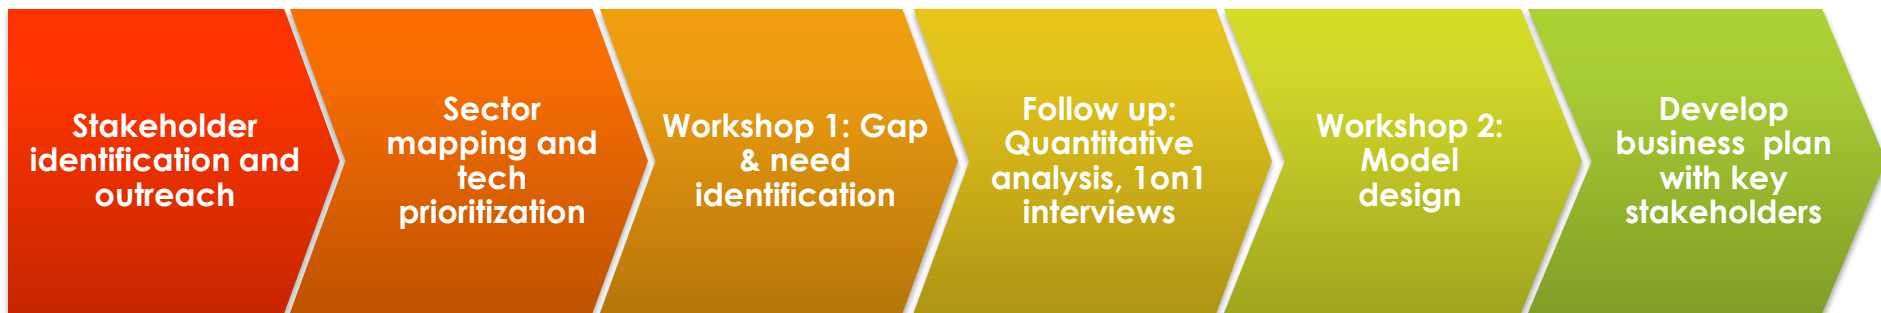 Stakeholder
identification and
outreach
Sector
mapping and
tech
prioritization
Workshop 1: Gap
& need
identification
Follow up:
Quantitative
analysis, 1on1
interviews
Workshop 2:
Model
design
Develop
business  plan
with key
stakeholders